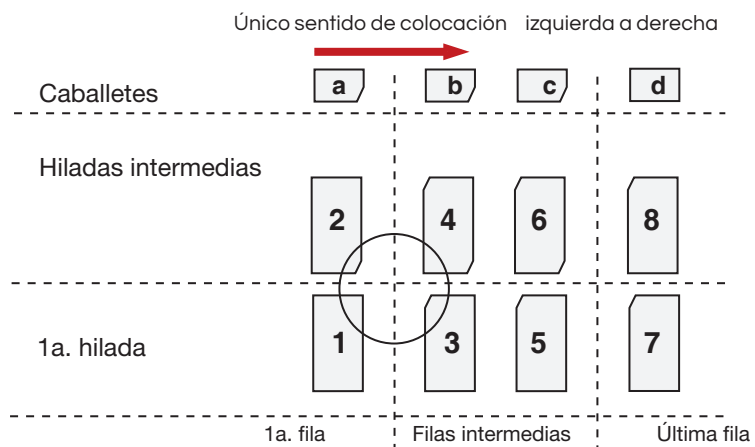 Único sentido de colocación izquierda a derecha
Caballetes a b c d
Hiladas intermedias
2 4 6 8
1a. hilada 1 3 5 7
1a. fila Filas intermedias Última fila